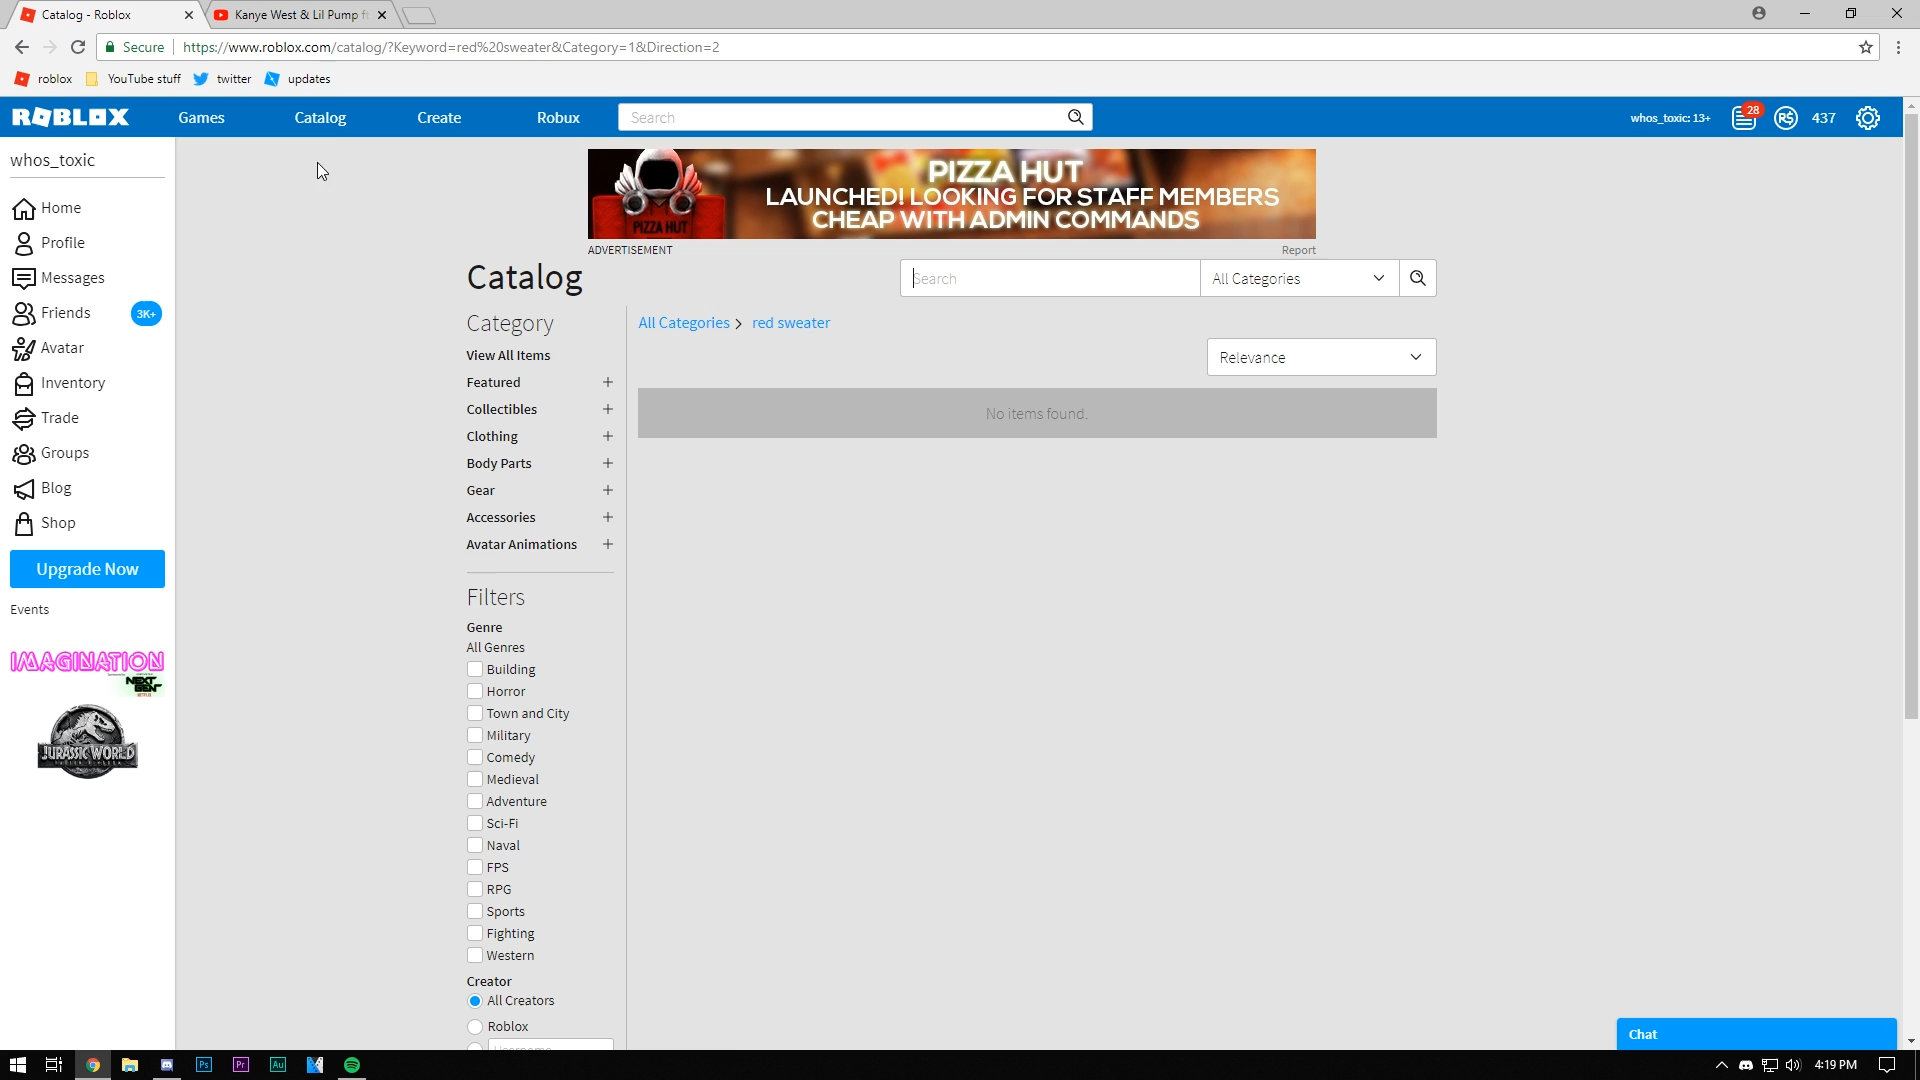 Catalog - Roblox
Kanye West & Lil Pump f
Secure
https://www.roblox.com/catalog/?Keyword=red%20sweater&Category=1&Direction=2
roblox
YouTube stuff
twitter
updates
ROBLOX
Games
Catalog
Create
Robux
Search
whos_toxic: 13+
28
R$
437
whos_toxic
Home
Profile
Messages
Friends
3K+
Avatar
Inventory
Trade
Groups
Blog
Shop
Upgrade Now
Events
IMAGINATION
NEXT
GEN
JURASSIC WORLD
PIZZA HUT
PIZZA HUT
LAUNCHED! LOOKING FOR STAFF MEMBERS
CHEAP WITH ADMIN COMMANDS
ADVERTISEMENT
Report
Catalog
Search
All Categories
Category
View All Items
Featured
Collectibles
Clothing
Body Parts
Gear
Accessories
Avatar Animations
All Categories > red sweater
Relevance
No items found.
Filters
Genre
All Genres
Building
Horror
Town and City
Military
Comedy
Medieval
Adventure
Sci-Fi
Naval
FPS
RPG
Sports
Fighting
Western
Creator
All Creators
Roblox
Username
Chat
Ps
Pr
Au
4:19 PM